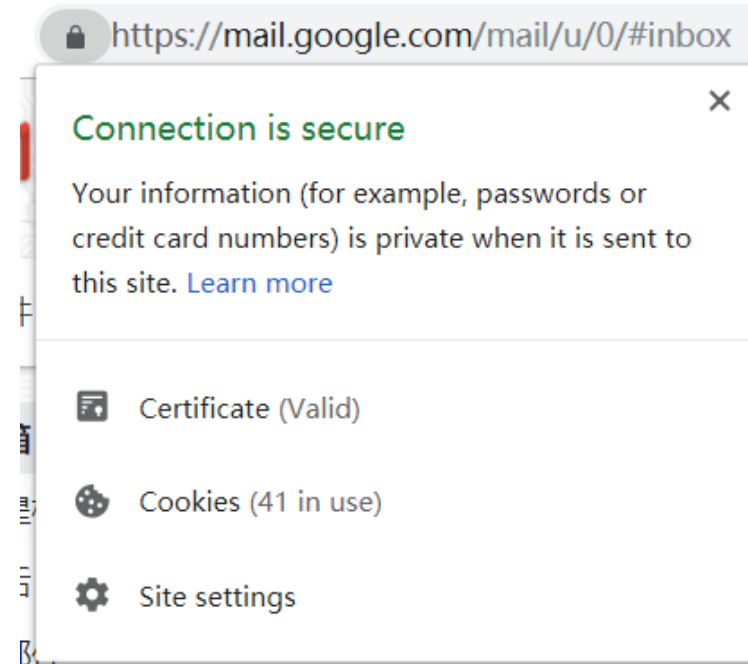 https://mail.google.com/mail/u/0/#inbox
Connection is secure
Your information (for example, passwords or
credit card numbers) is private when it is sent to
this site. Learn more
Certificate (Valid)
Cookies (41 in use)
Site settings